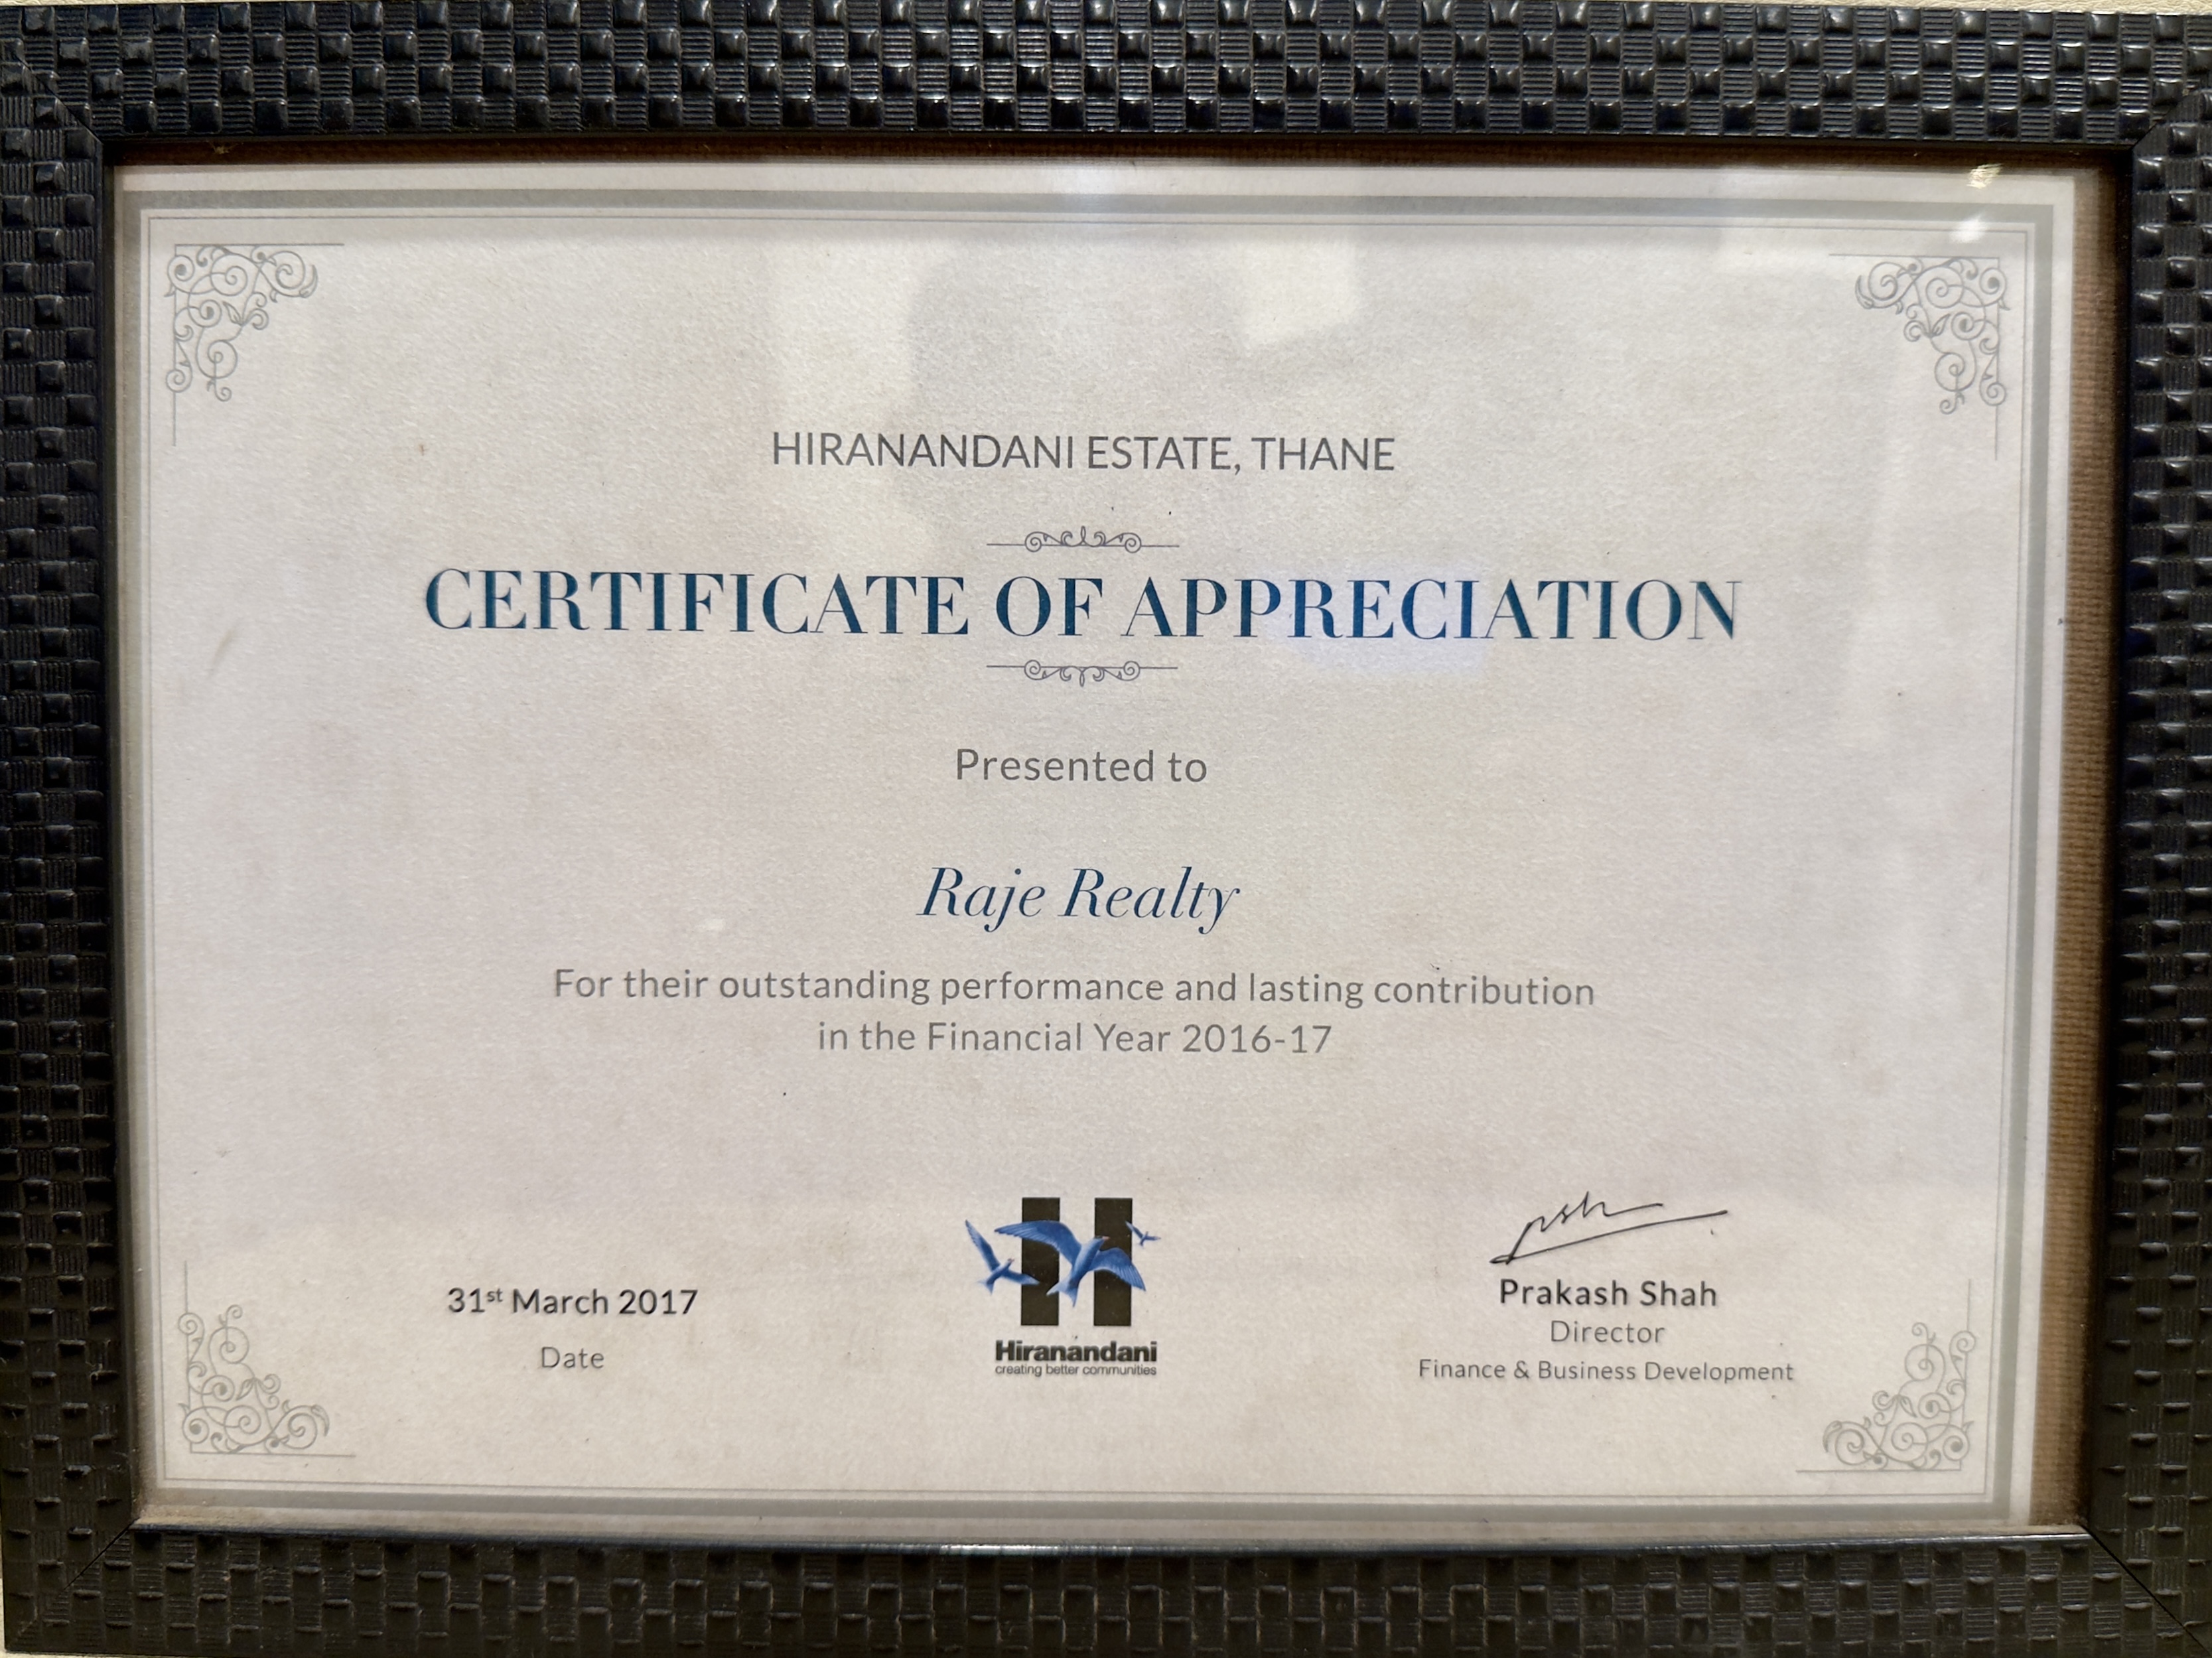 HIRANANDANI ESTATE, THANE
CERTIFICATE OF APPRECIATION
Presented to
Raje Realty
For their outstanding performance and lasting contribution
in the Financial Year 2016-17
31st March 2017
Date
H
Hiranandani
creating better communities
Prakash Shah
Director
Finance & Business Development